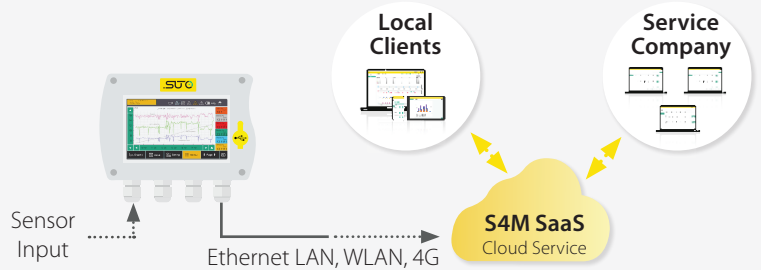 Local
Clients
Service
Company
SUTO
S4M SaaS
Cloud Service
Sensor
Input
Ethernet LAN, WLAN, 4G